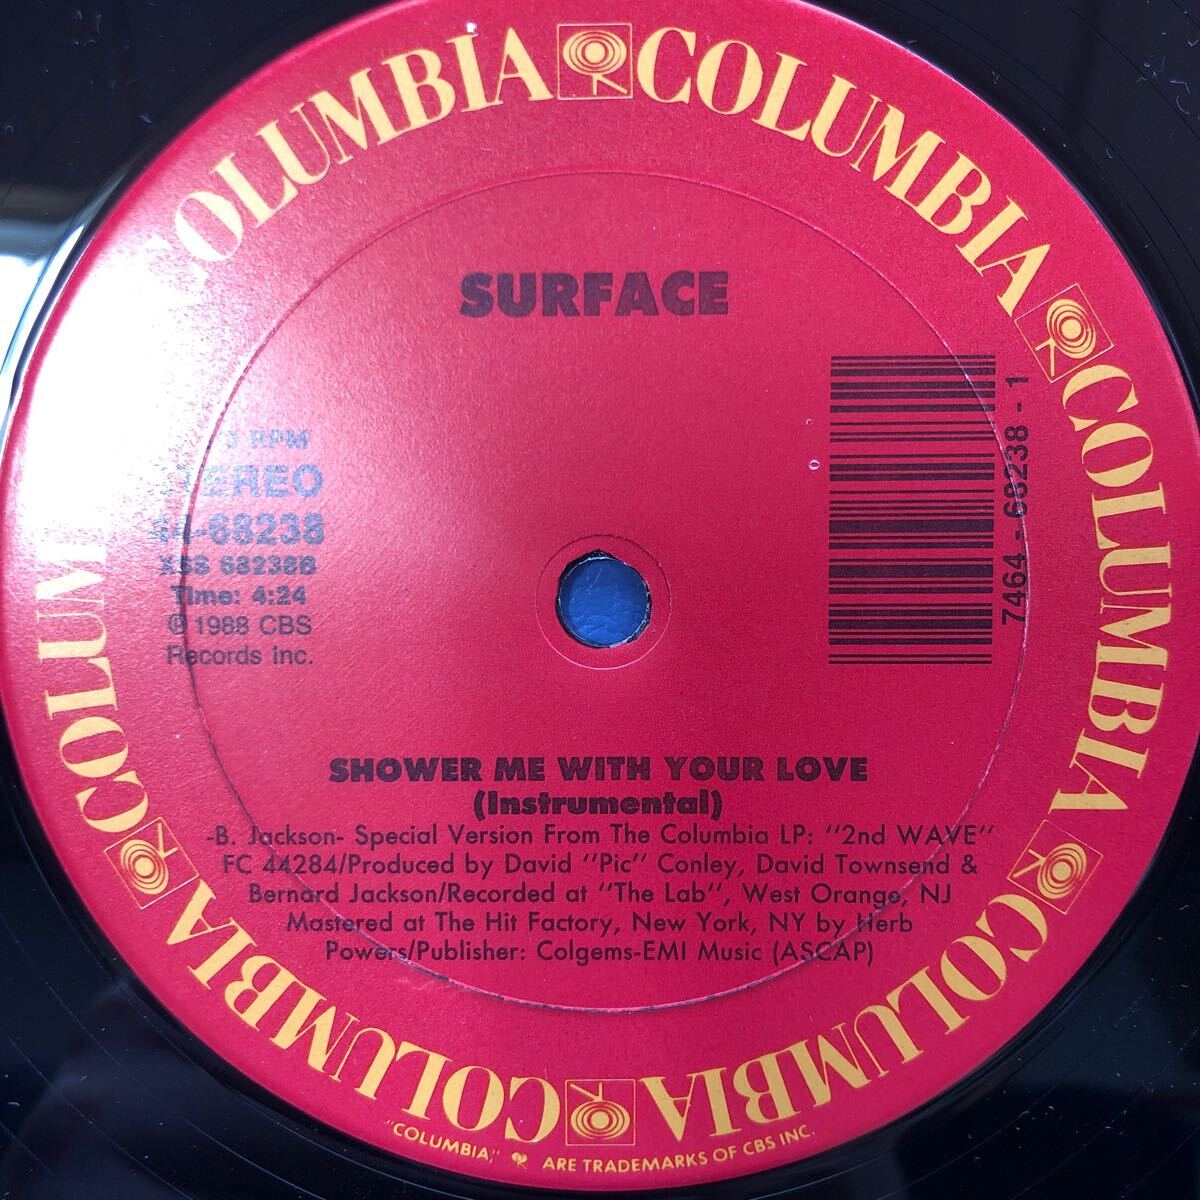 COLUMBIA COLUMBIA COLUMBIA COLUMBIA COLUMBIA COLUMBIA COLUM
SURFACE
RPM
STEREO
44-68238
XSS 68238B
Time: 4:24
© 1988 CBS
Records Inc.
7464-68238-1
SHOWER ME WITH YOUR LOVE
(Instrumental)
-B. Jackson- Special Version From The Columbia LP: "2nd WAVE"
FC 44284/Produced by David "Pic" Conley, David Townsend &
Bernard Jackson/Recorded at "The Lab", West Orange, NJ
Mastered at The Hit Factory, New York, NY by Herb
Powers/Publisher: Colgems-EMI Music (ASCAP)
"COLUMBIA," ARE TRADEMARKS OF CBS INC.